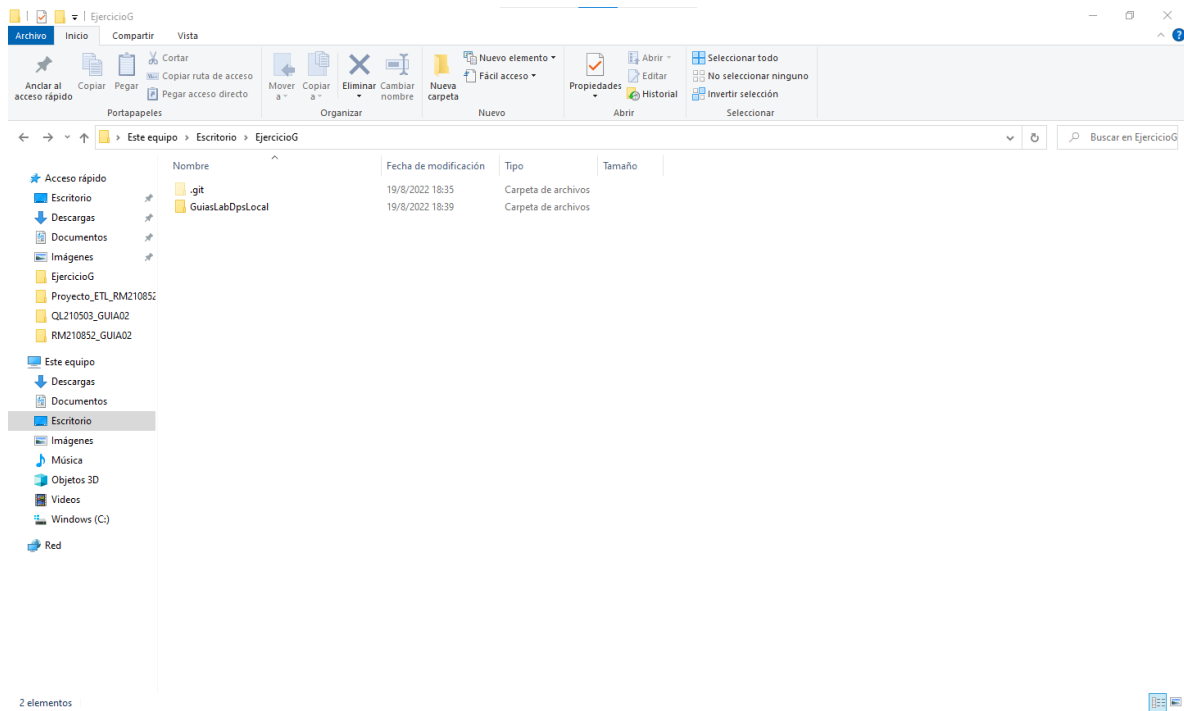 EjercicioG
Archivo Inicio Compartir Vista
Anclar al acceso rápido
Copiar
Pegar
Cortar
Copiar ruta de acceso
Pegar acceso directo
Portapapeles
Mover a
Copiar a
Eliminar
Cambiar nombre
Organizar
Nueva carpeta
Nuevo elemento
Fácil acceso
Nuevo
Propiedades
Abrir
Editar
Historial
Abrir
Seleccionar todo
No seleccionar ninguno
Invertir selección
Seleccionar
Este equipo > Escritorio > EjercicioG
Buscar en EjercicioG
Nombre Fecha de modificación Tipo Tamaño
.git 19/8/2022 18:35 Carpeta de archivos
GuiasLabDpsLocal 19/8/2022 18:39 Carpeta de archivos
Acceso rápido
Escritorio
Descargas
Documentos
Imágenes
EjercicioG
Proyecto_ETL_RM210852
QL210503_GUIA02
RM210852_GUIA02
Este equipo
Descargas
Documentos
Escritorio
Imágenes
Música
Objetos 3D
Videos
Windows (C:)
Red
2 elementos